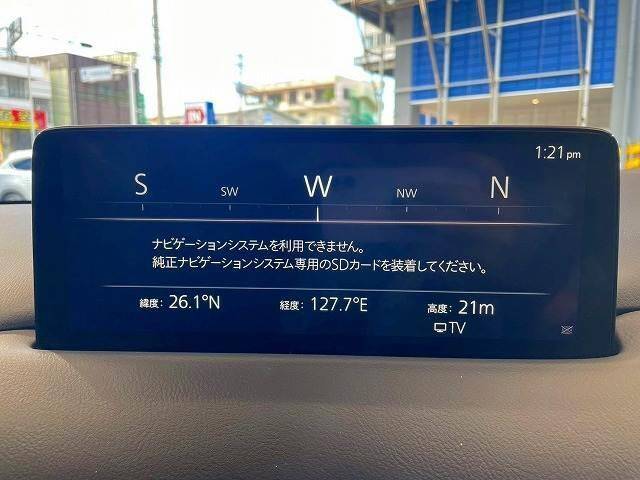 1:21pm
S SW W NW N
ナビゲーションシステムを利用できません。
純正ナビゲーションシステム専用のSDカードを装着してください。
緯度: 26.1°N 経度: 127.7°E 高度: 21m
TV